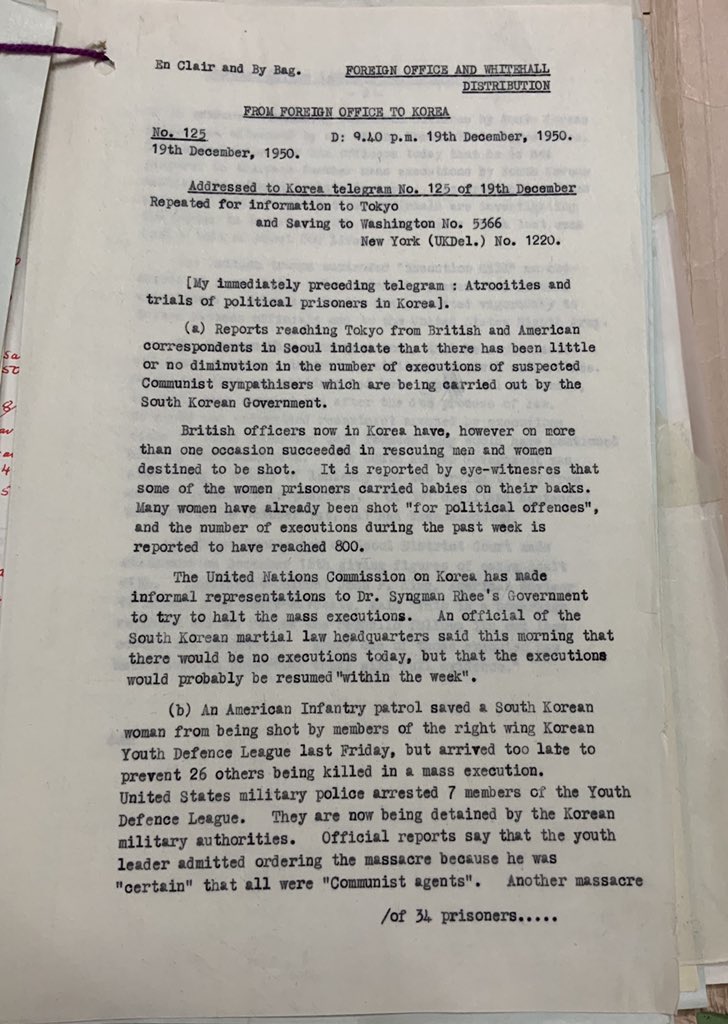 En Clair and By Bag.
FOREIGN OFFICE AND WHITEHALL
DISTRIBUTION
FROM FOREIGN OFFICE TO KOREA
No. 125
D: 9.40 p.m. 19th December, 1950.
19th December, 1950.
Addressed to Korea telegram No. 125 of 19th December
Repeated for information to Tokyo
and Saving to Washington No. 5366
New York (UKDel.) No. 1220.
[My immediately preceding telegram : Atrocities and
trials of political prisoners in Korea].
(a) Reports reaching Tokyo from British and American
correspondents in Seoul indicate that there has been little
or no diminution in the number of executions of suspected
Communist sympathisers which are being carried out by the
South Korean Government.
British officers now in Korea have, however on more
than one occasion succeeded in rescuing men and women
destined to be shot. It is reported by eye-witnesses that
some of the women prisoners carried babies on their backs.
Many women have already been shot "for political offences",
and the number of executions during the past week is
reported to have reached 800.
The United Nations Commission on Korea has made
informal representations to Dr. Syngman Rhee's Government
to try to halt the mass executions. An official of the
South Korean martial law headquarters said this morning that
there would be no executions today, but that the executions
would probably be resumed "within the week".
(b) An American Infantry patrol saved a South Korean
woman from being shot by members of the right wing Korean
Youth Defence League last Friday, but arrived too late to
prevent 26 others being killed in a mass execution.
United States military police arrested 7 members of the Youth
Defence League. They are now being detained by the Korean
military authorities. Official reports say that the youth
leader admitted ordering the massacre because he was
"certain" that all were "Communist agents". Another massacre
/of 34 prisoners.....